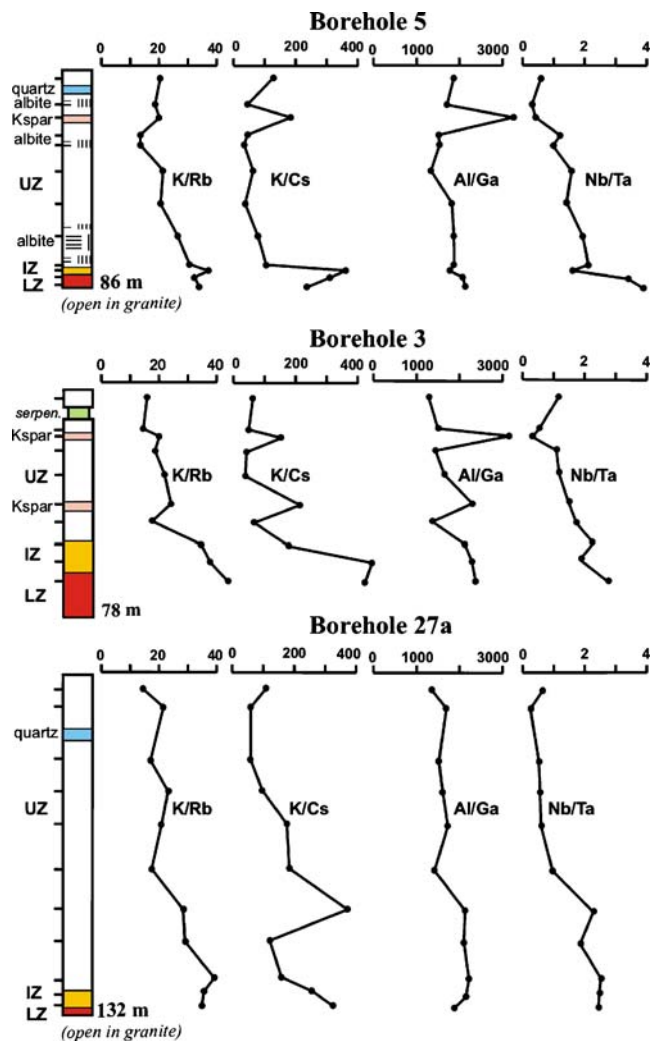 Borehole 5
0 20 40 0 200 400 0 1000 3000 0 2 4
quartz
albite
Kspar
albite
UZ K/Rb K/Cs Al/Ga Nb/Ta
albite
IZ
LZ 86 m
(open in granite)
Borehole 3
0 20 40 0 200 400 0 1000 3000 0 2 4
serpen.
Kspar
K/Rb K/Cs Al/Ga Nb/Ta
UZ
Kspar
IZ
LZ
78 m
Borehole 27a
0 20 40 0 200 400 0 1000 3000 0 2 4
quartz
UZ K/Rb K/Cs Al/Ga Nb/Ta
IZ
LZ 132 m
(open in granite)